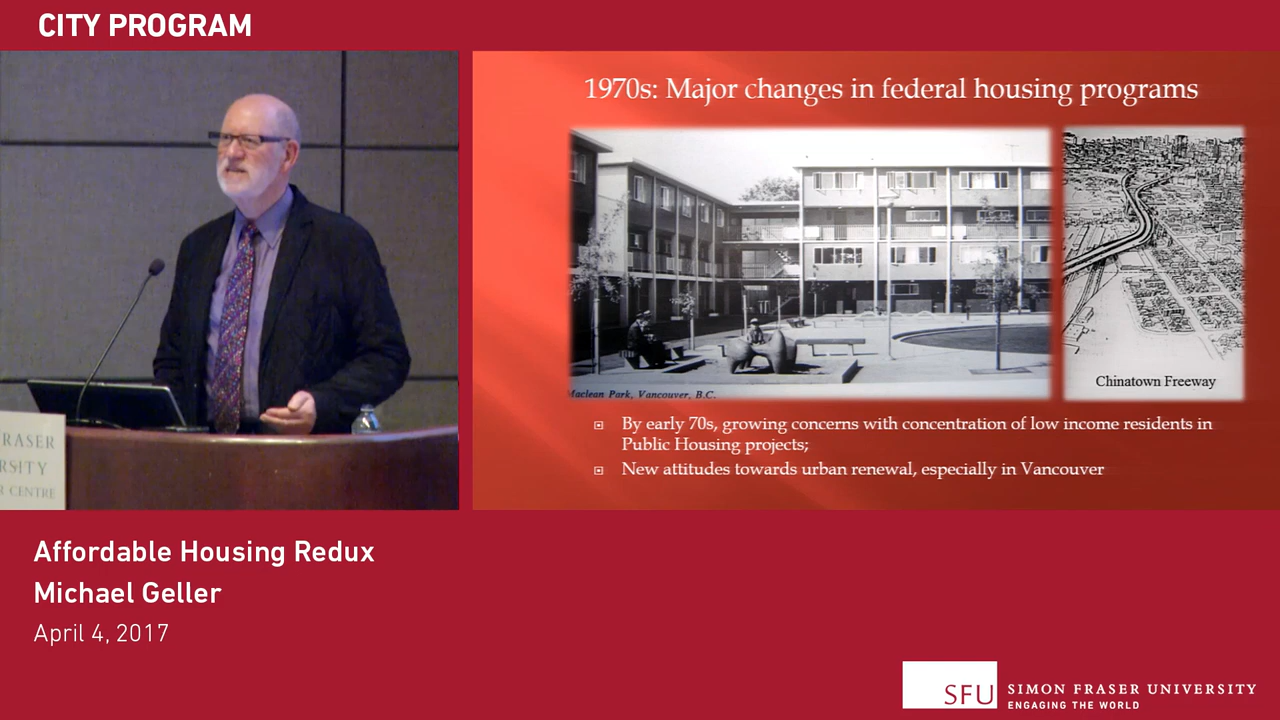 CITY PROGRAM
1970s: Major changes in federal housing programs
Maclean Park, Vancouver, B.C.
Chinatown Freeway
By early 70s, growing concerns with concentration of low income residents in
Public Housing projects;
New attitudes towards urban renewal, especially in Vancouver
FRASER
RSITY
R CENTRE
Affordable Housing Redux
Michael Geller
April 4, 2017
SFU
SIMON FRASER UNIVERSITY
ENGAGING THE WORLD